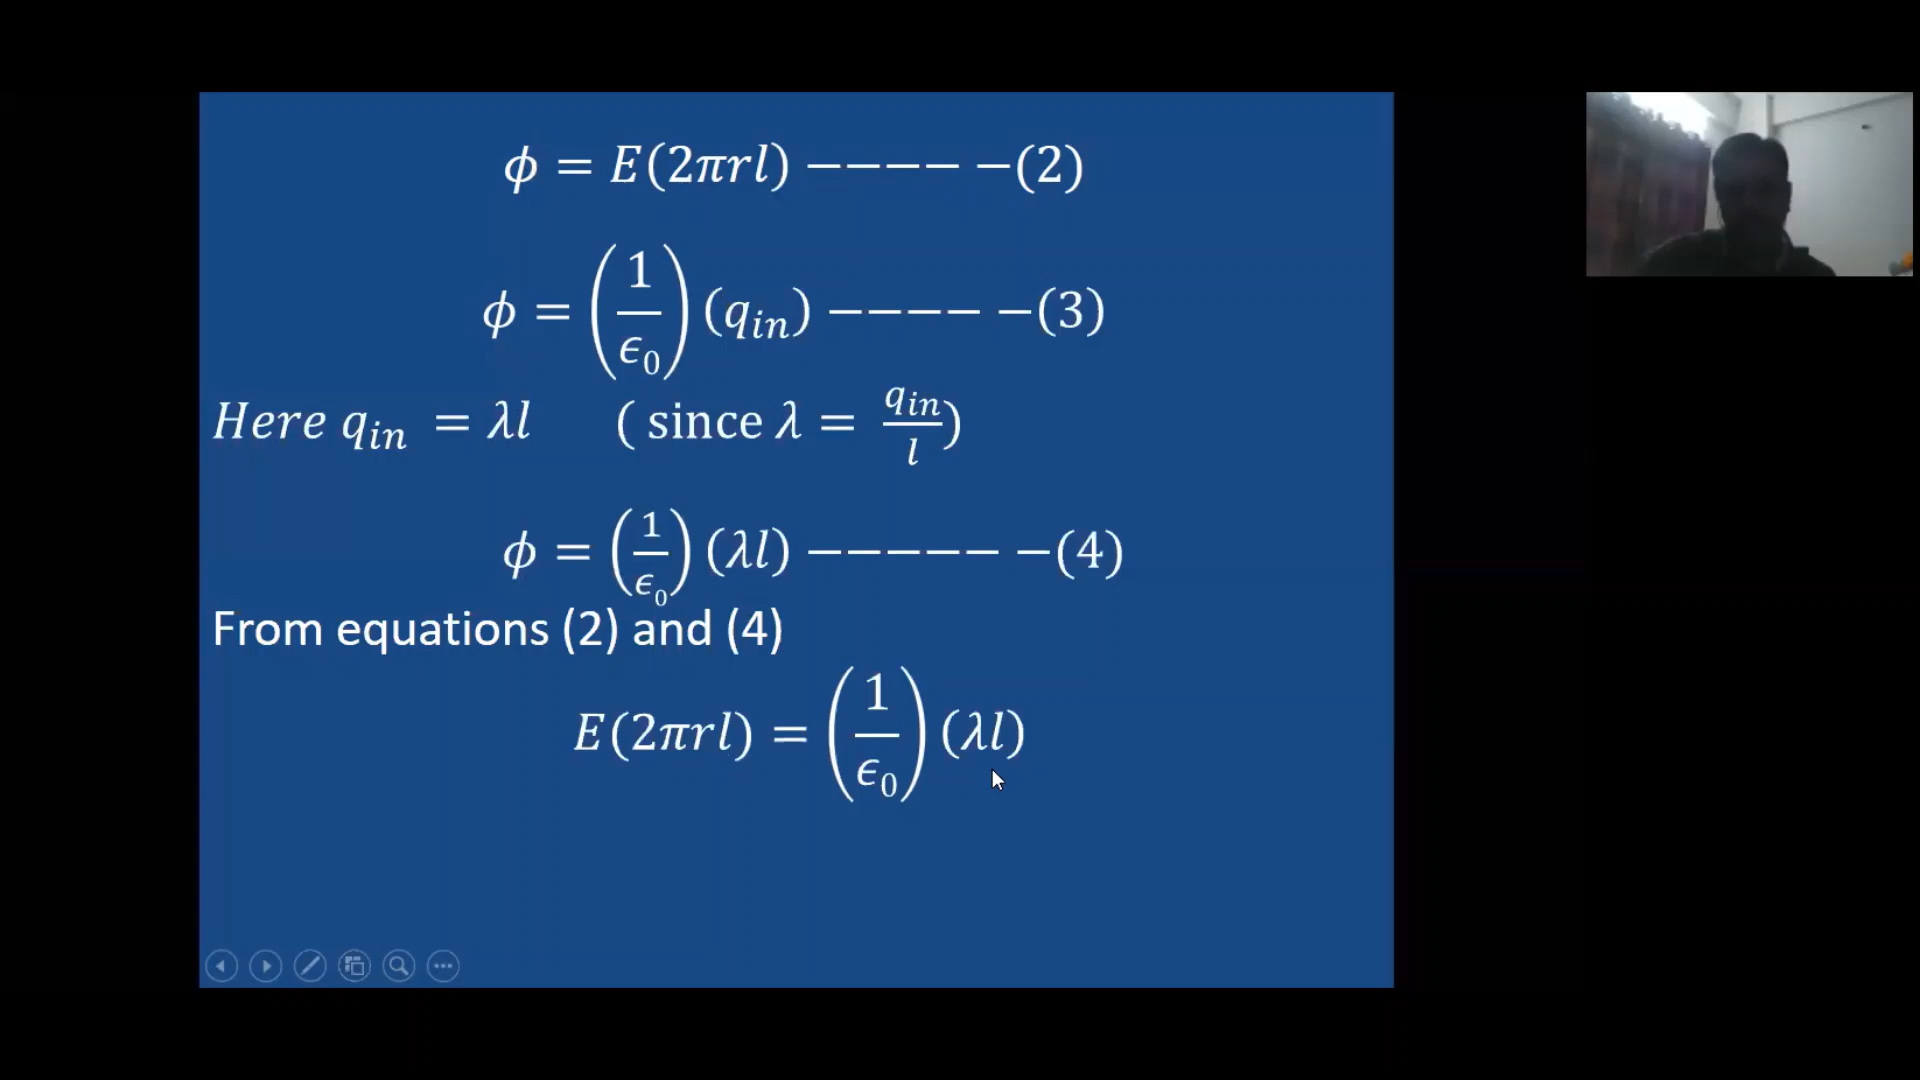 ϕ = E(2πrl) −−−− −(2)
ϕ = (1/ϵ₀) (qᵢₙ) −−−− −(3)
Here qᵢₙ = λl ( since λ = qᵢₙ/l)
ϕ = (1/ϵ₀) (λl) −−−−− −(4)
From equations (2) and (4)
E(2πrl) = (1/ϵ₀) (λl)